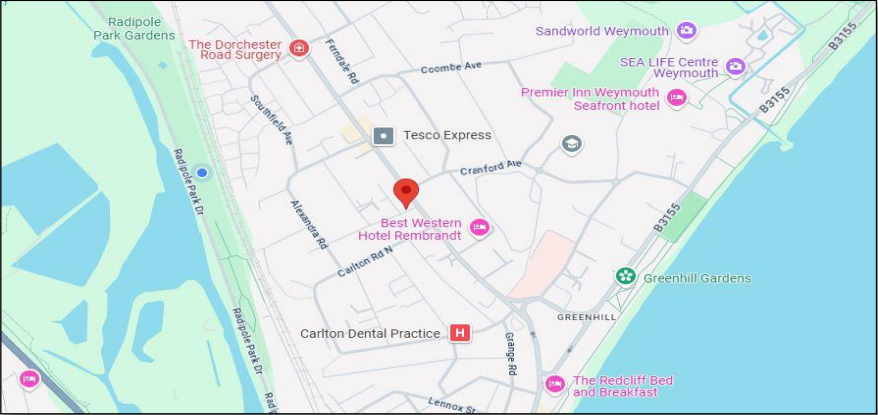 Radipole
Park Gardens
The Dorchester
Road Surgery
Ferndale Rd
Coombe Ave
Sandworld Weymouth
SEA LIFE Centre
Weymouth
B3155
Premier Inn Weymouth
Seafront hotel
B3155
Southfield Ave
Tesco Express
Radipole Park Dr
Cranford Ave
Alexandra Rd
Best Western
Hotel Rembrandt
B3155
Carlton Rd N
Greenhill Gardens
Radipole Park Dr
GREENHILL
Carlton Dental Practice
H
Grange Rd
The Redcliff Bed
and Breakfast
Lennox St
Rad